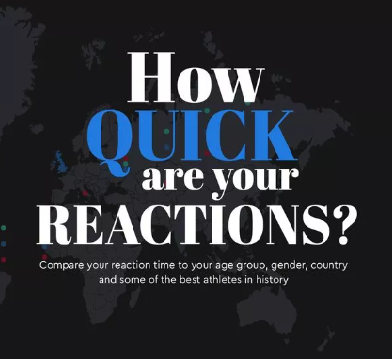 How
QUICK
are your
REACTIONS?
Compare your reaction time to your age group, gender, country
and some of the best athletes in history